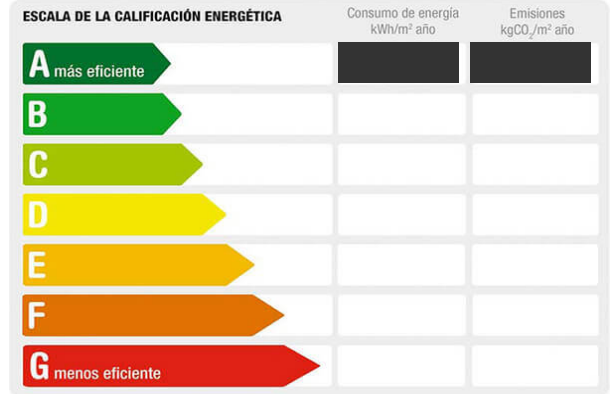 ESCALA DE LA CALIFICACIÓN ENERGÉTICA
Consumo de energía
kWh/m² año
Emisiones
kgCO₂/m² año
A más eficiente
B
C
D
E
F
G menos eficiente